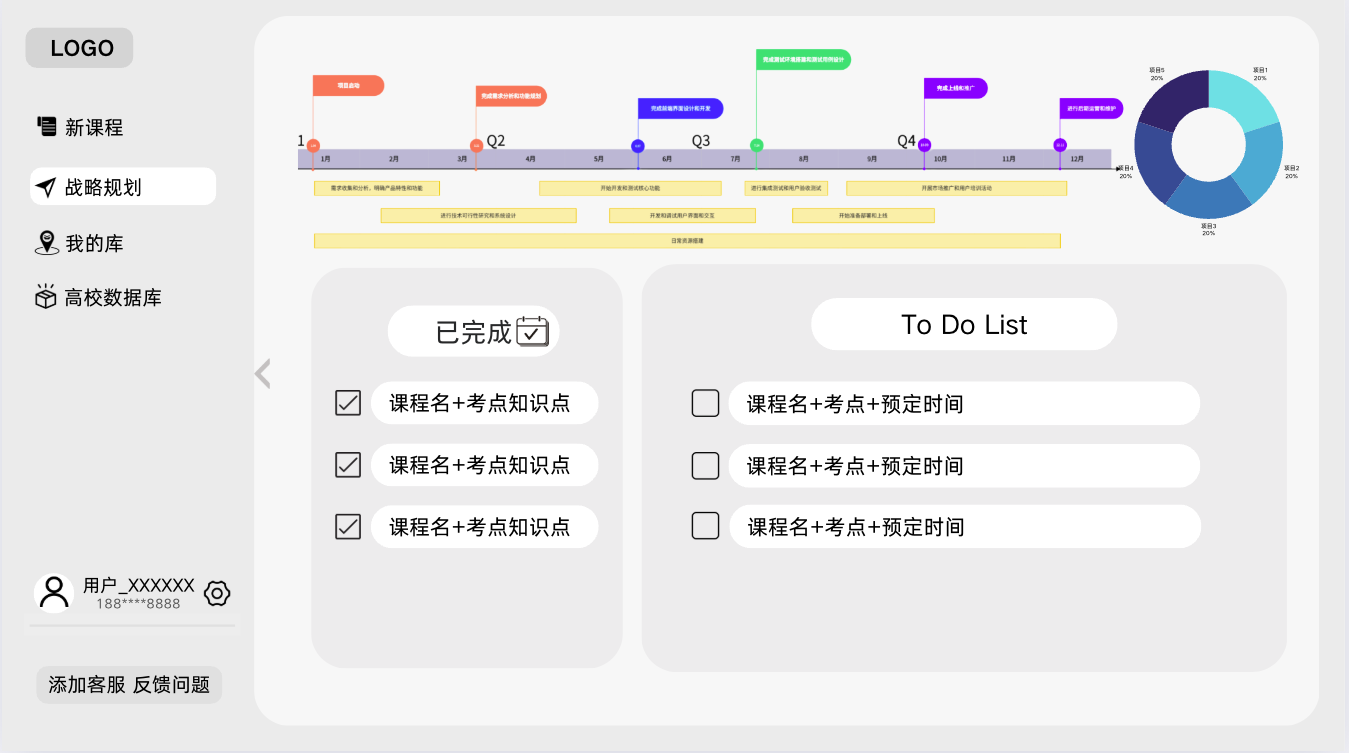 LOGO
新课程
战略规划
我的库
高校数据库
用户_XXXXXX
188****8888
添加客服 反馈问题
项目启动
完成需求分析和功能规划
完成前端界面设计和开发
完成测试环境部署和测试用例设计
完成上线和推广
进行后期运营和维护
1
Q2
Q3
Q4
1月
2月
3月
4月
5月
6月
7月
8月
9月
10月
11月
12月
需求收集和分析、明确产品特性和功能
开始开发和测试核心功能
进行集成测试和用户验收测试
开展市场推广和用户培训活动
进行技术可行性研究和系统设计
开发和调试用户界面和交互
开始准备部署和上线
日常资源搭建
项目5
20%
项目1
20%
项目4
20%
项目2
20%
项目3
20%
已完成
课程名+考点知识点
课程名+考点知识点
课程名+考点知识点
To Do List
课程名+考点+预定时间
课程名+考点+预定时间
课程名+考点+预定时间